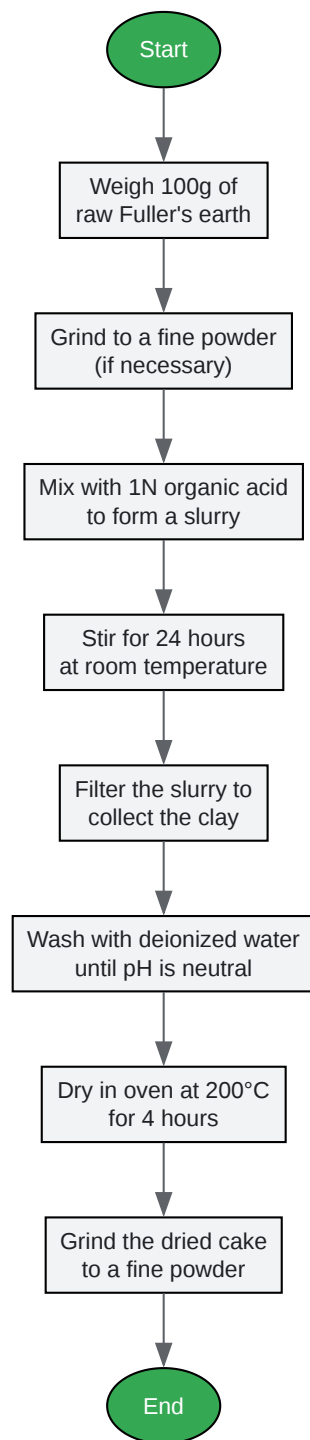 Start
Weigh 100g of
raw Fuller's earth
Grind to a fine powder
(if necessary)
Mix with 1N organic acid
to form a slurry
Stir for 24 hours
at room temperature
Filter the slurry to
collect the clay
Wash with deionized water
until pH is neutral
Dry in oven at 200°C
for 4 hours
Grind the dried cake
to a fine powder
End